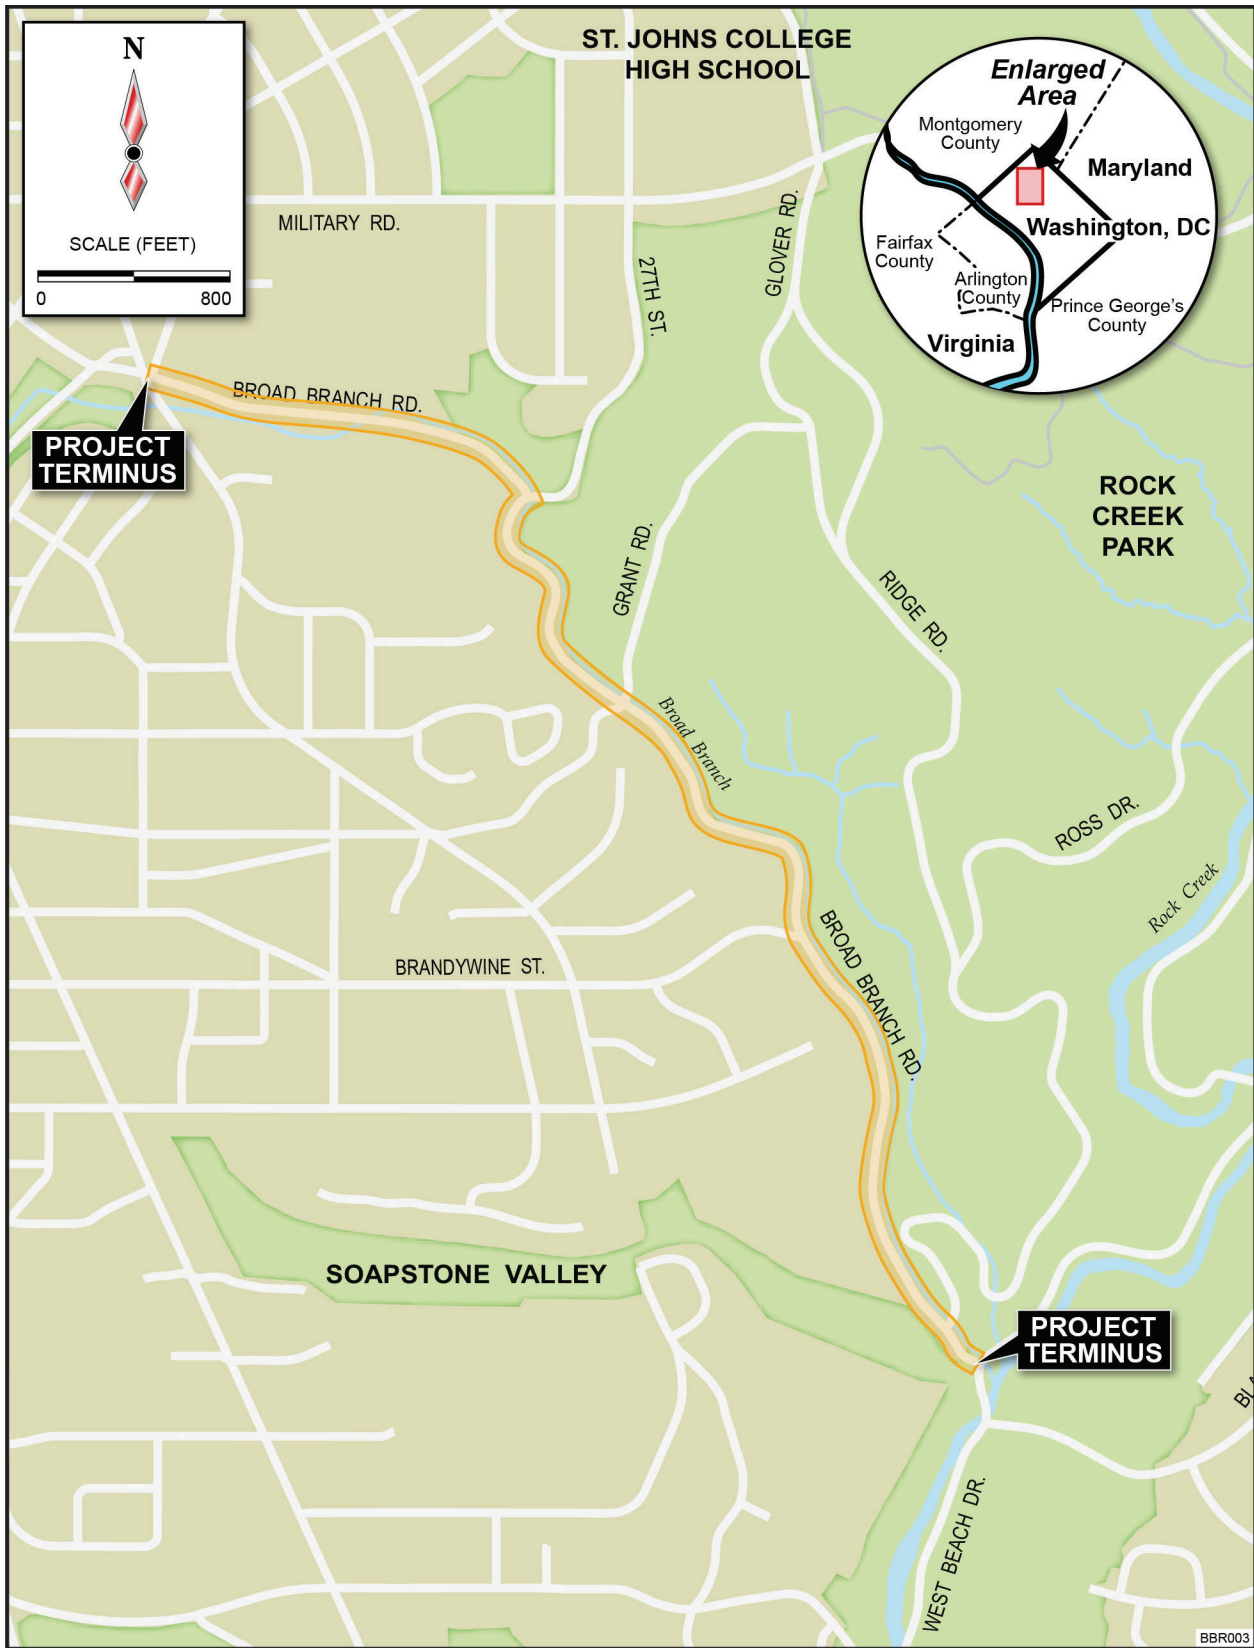 N
SCALE (FEET)
0 800
ST. JOHNS COLLEGE
HIGH SCHOOL
Enlarged
Area
Montgomery
County
Maryland
Washington, DC
Fairfax
County
Arlington
County
Prince George's
County
Virginia
MILITARY RD.
27TH ST.
GLOVER RD.
BROAD BRANCH RD.
PROJECT
TERMINUS
ROCK
CREEK
PARK
GRANT RD.
RIDGE RD.
Broad Branch
ROSS DR.
Rock Creek
BROAD BRANCH RD.
BRANDYWINE ST.
SOAPSTONE VALLEY
PROJECT
TERMINUS
WEST BEACH DR.
BBR003